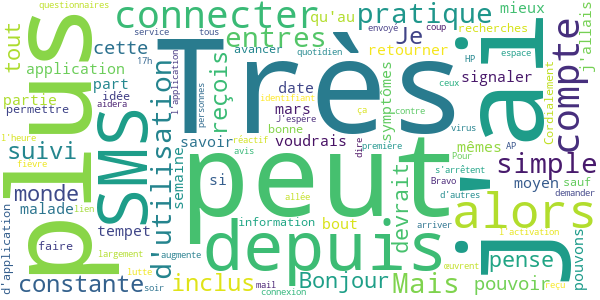 questionnaires
service
tous
envoyé
coup
qu'au
espace
connecter
pratique
mieux
j'allais
entres
Je
recherches
HP
tout
cette
avancer
quotidien
retourner
17h
l'application
application
reçois
personnes
Très
signaler
compte
Cordialement
partie
part
idée
date
identifiant
ça
symptômes
contre
ceux
permettre
aidera
mars
J'espère
virus
plus
SMS
d'utilisation
savoir
réactif
bonne
voudrais
dire
première
mêmes
AP
l'heure
suivi
semaine
avis
peut
Pour
simple
fièvre
s'arrêtent
monde
si
Bravo
d'autres
moyen
sauf
demander
malade
lien
allée
j'ai
alors
tempet
information
bout
devrait
arriver
l'activation
faire
depuis
d'application
largement
augmente
œuvrent
pense
pouvons
constante
lutte
soir
inclus
mail
connexion
Bonjour
Mais
pouvoir
reçu